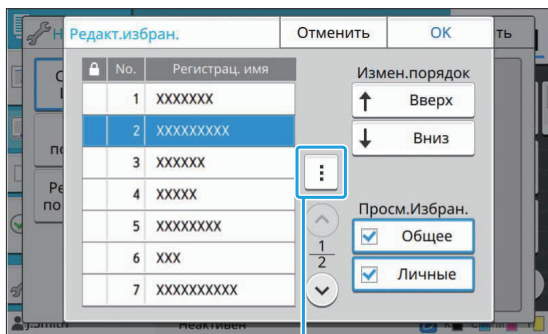 Редакт.избран.
Отменить
OK
ть
No.
Регистрац. имя
1 XXXXXXX
2 XXXXXXXXX
3 XXXXXX
4 XXXXX
5 XXXXXXXX
6 XXX
7 XXXXXXXXXX
1
2
Измен.порядок
Вверх
Вниз
Просм.Избран.
Общее
Личные